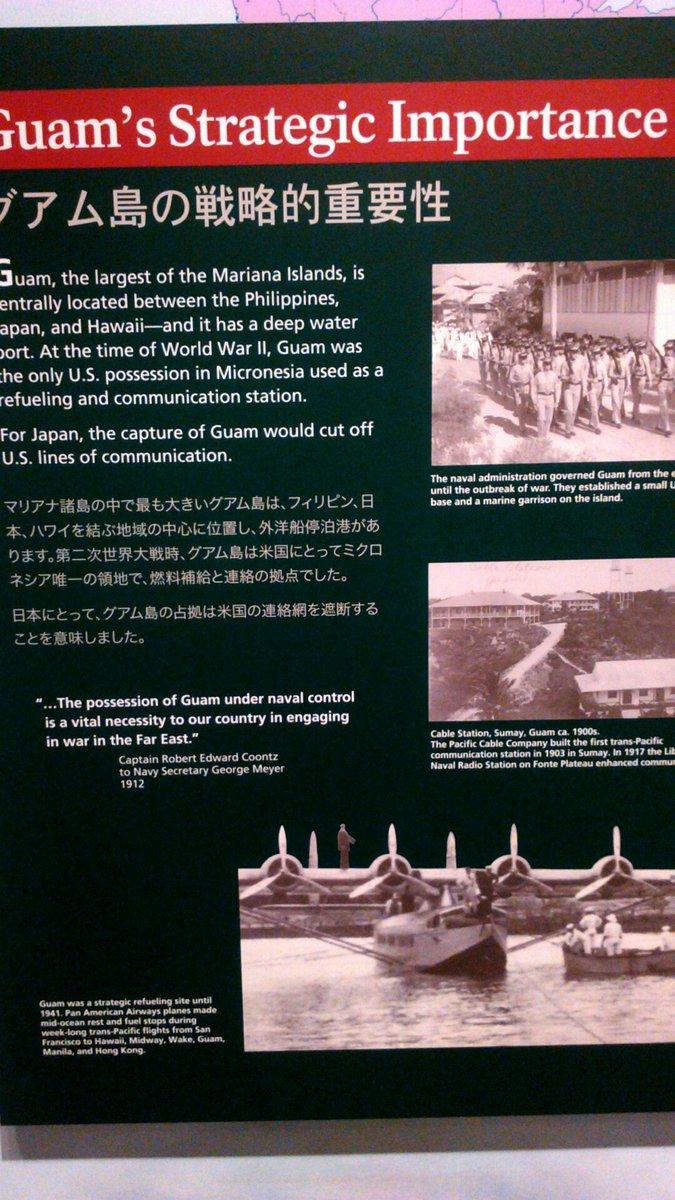 Guam's Strategic Importance
グアム島の戦略的重要性
Guam, the largest of the Mariana Islands, is
entrally located between the Philippines,
apan, and Hawaii—and it has a deep water
port. At the time of World War II, Guam was
the only U.S. possession in Micronesia used as a
refueling and communication station.
For Japan, the capture of Guam would cut off
U.S. lines of communication.
マリアナ諸島の中で最も大きいグアム島は、フィリピン、日
本、ハワイを結ぶ地域の中心に位置し、外洋船停泊港があ
ります。第二次世界大戦時、グアム島は米国にとってミクロ
ネシア唯一の領地で、燃料補給と連絡の拠点でした。
日本にとって、グアム島の占拠は米国の連絡網を遮断する
ことを意味しました。
"...The possession of Guam under naval control
is a vital necessity to our country in engaging
in war in the Far East."
Captain Robert Edward Coontz
to Navy Secretary George Meyer
1912
The naval administration governed Guam from the e
until the outbreak of war. They established a small U
base and a marine garrison on the island.
Cable Station, Sumay, Guam ca. 1900s.
The Pacific Cable Company built the first trans-Pacific
communication station in 1903 in Sumay. In 1917 the Lib
Naval Radio Station on Fonte Plateau enhanced commun
Guam was a strategic refueling site until
1941. Pan American Airways planes made
mid-ocean rest and fuel stops during
week-long trans-Pacific flights from San
Francisco to Hawaii, Midway, Wake, Guam,
Manila, and Hong Kong.